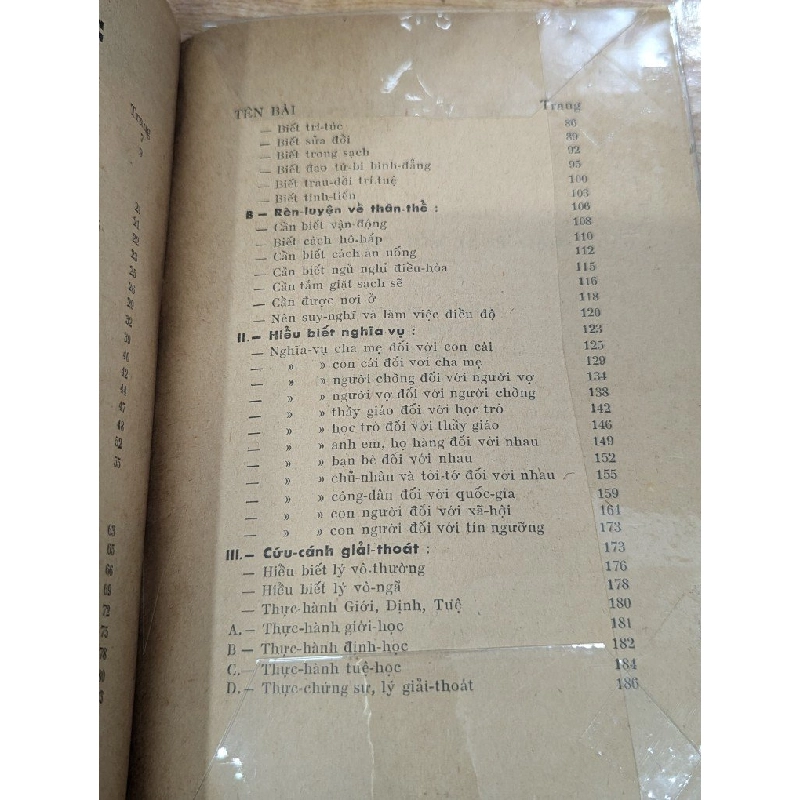 TÊN BÀI Trang
— Biết tri-túc 86
— Biết sửa đổi 89
— Biết trong sạch 92
— Biết đạo từ-bi bình-đẳng 95
— Biết trau-dồi trí-tuệ 100
— Biết tinh-tiến 103
B — Rèn-luyện về thân-thể : 106
— Cần biết vận-động 108
— Biết cách hô-hấp 110
— Cần biết cách ăn uống 112
— Cần biết ngủ nghỉ điều-hòa 115
— Cần tắm giặt sạch sẽ 116
— Cần được nơi ở 118
— Nên suy-nghĩ và làm việc điều độ 120
II.— Hiểu biết nghĩa vụ : 123
— Nghĩa-vụ cha mẹ đối với con cái 125
— » » con cái đối với cha mẹ 129
— » » người chồng đối với người vợ 134
— » » người vợ đối với người chồng 138
— » » thầy giáo đối với học trò 142
— » » học trò đối với thầy giáo 146
— » » anh em, họ hàng đối với nhau 149
— » » bạn bè đối với nhau 152
— » » chủ-nhân và tôi-tớ đối với nhau 155
— » » công-dân đối với quốc-gia 159
— » » con người đối với xã-hội 164
— » » con người đối với tín ngưỡng 173
III.— Cứu-cánh giải-thoát : 173
— Hiểu biết lý vô-thường 176
— Hiểu biết lý vô-ngã 178
— Thực-hành Giới, Định, Tuệ 180
A.— Thực-hành giới-học 181
B — Thực-hành định-học 182
C.— Thực-hành tuệ-học 184
D.— Thực-chứng sự, lý giải-thoát 186
Trang
63
65
66
69
72
75
78